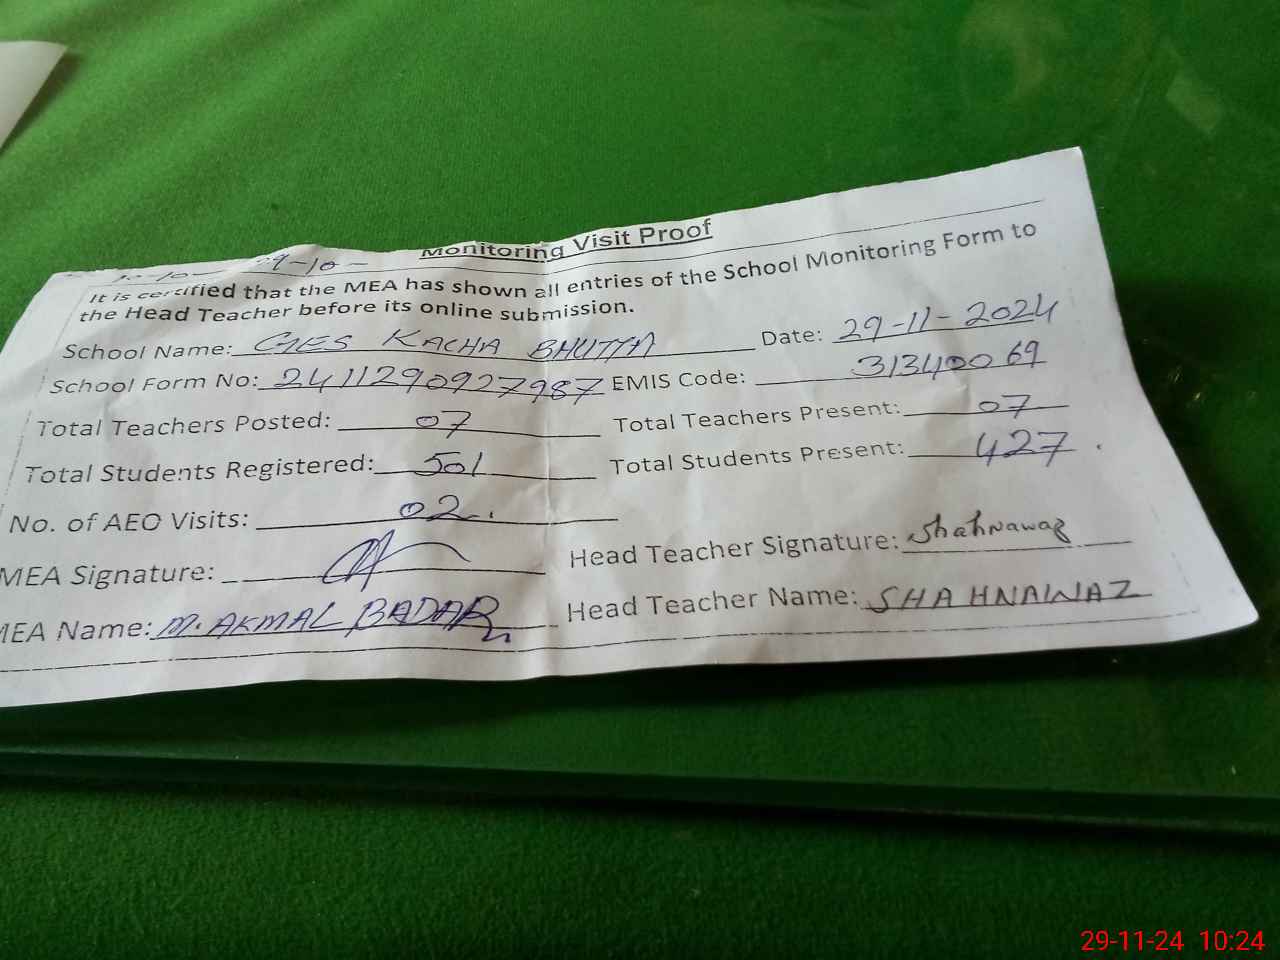 Monitoring Visit Proof
29-10-
It is certified that the MEA has shown all entries of the School Monitoring Form to
the Head Teacher before its online submission.
School Name: GES KACHA BHUTTA Date: 29-11-2024
School Form No: 2411290927987 EMIS Code: 31340069
Total Teachers Posted: 07 Total Teachers Present: 07
Total Students Registered: 501 Total Students Present: 427.
No. of AEO Visits: 02.
MEA Signature: Head Teacher Signature: Shahnawaz
MEA Name: M. AKMAL BADAR Head Teacher Name: SHAHNAWAZ
29-11-24 10:24